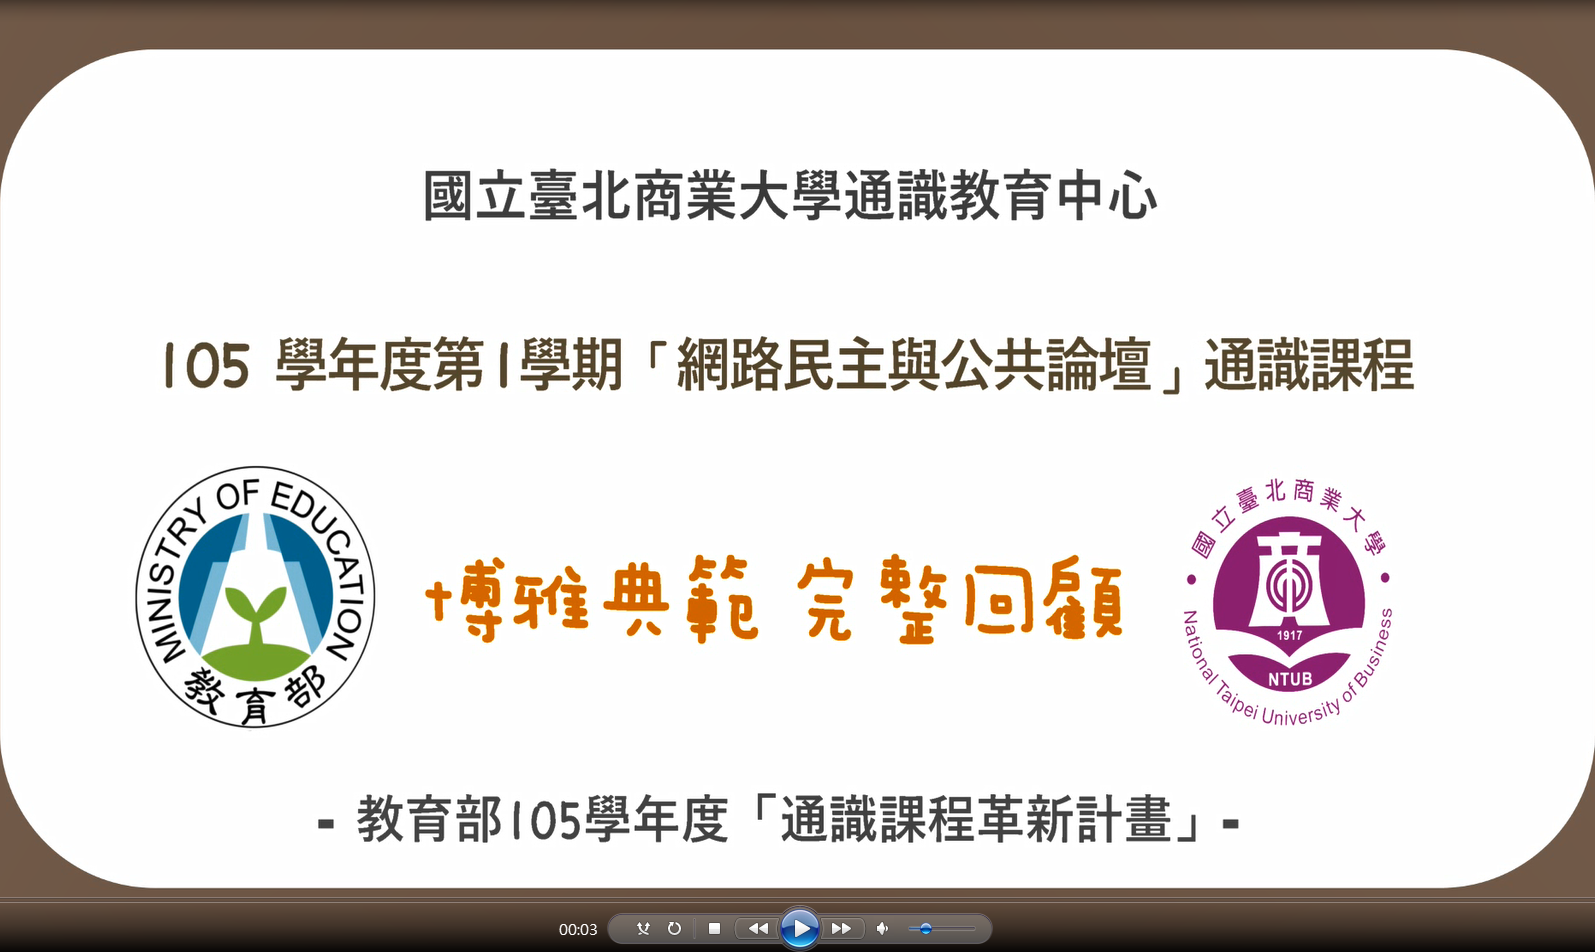 國立臺北商業大學通識教育中心
105 學年度第1學期「網路民主與公共論壇」通識課程
MINISTRY OF EDUCATION
教育部
博雅典範 完整回顧
國立臺北商業大學
1917
NTUB
National Taipei University of Business
- 教育部105學年度「通識課程革新計畫」-
00:03